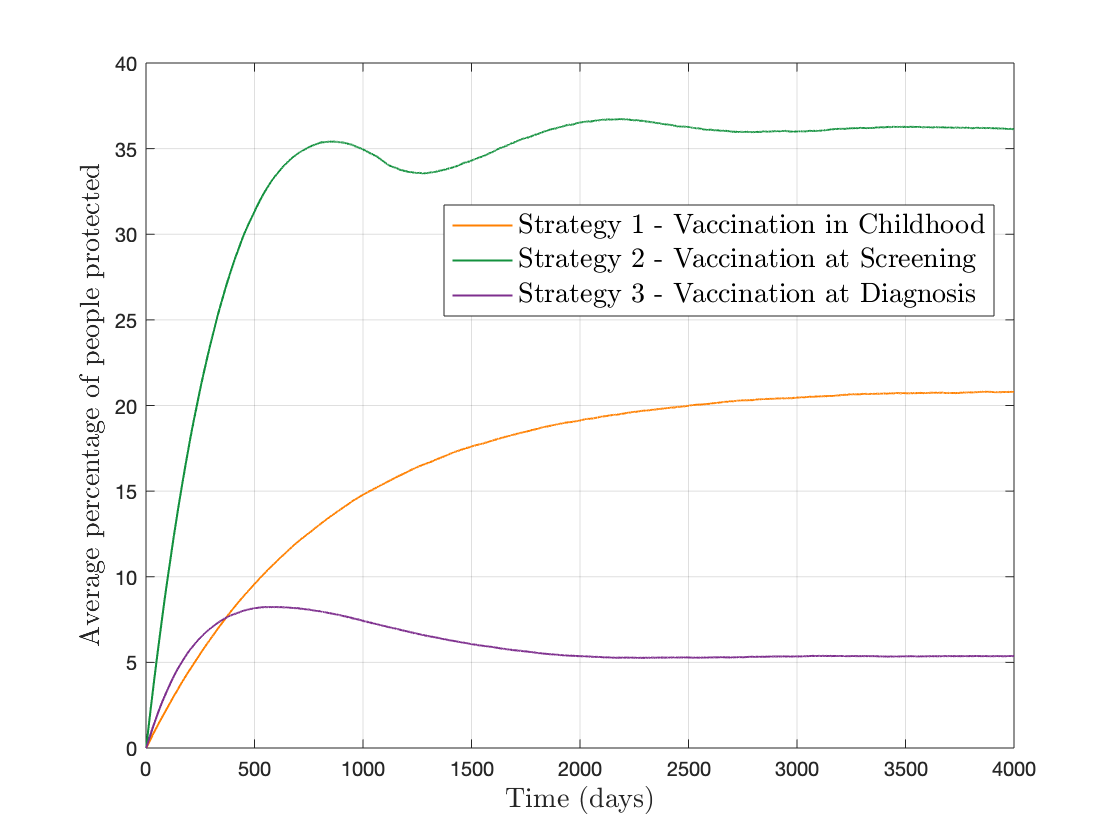 Average percentage of people protected
40
35
30
25
20
15
10
5
0
Strategy 1 - Vaccination in Childhood
Strategy 2 - Vaccination at Screening
Strategy 3 - Vaccination at Diagnosis
0 500 1000 1500 2000 2500 3000 3500 4000
Time (days)